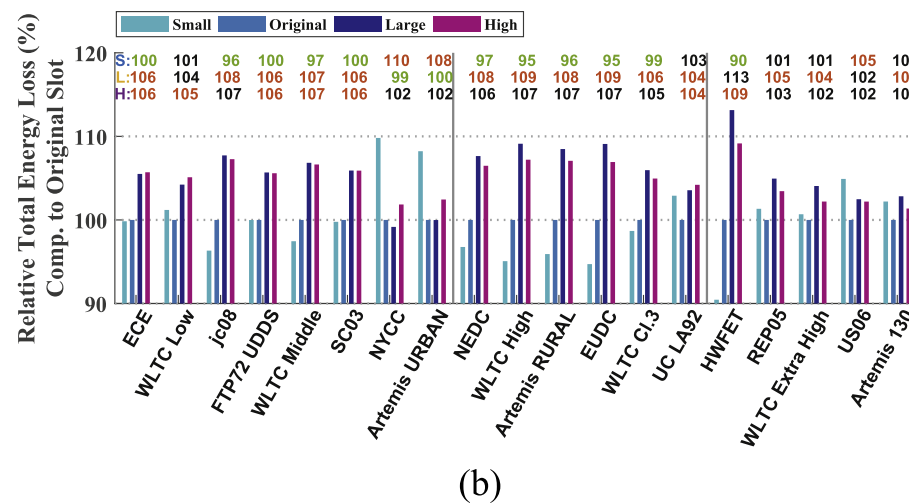 Small Original Large High
Relative Total Energy Loss (%)
Comp. to Original Slot
120
110
100
90
S: 100 101 96 100 97 100 110 108 97 95 96 95 99 103 90 101 101 105 10
L: 106 104 108 106 107 106 99 100 108 109 108 109 106 104 113 105 104 102 10
H: 106 105 107 106 107 106 102 102 106 107 107 107 105 104 109 103 102 102 10
ECE
WLTC Low
jc08
FTP72 UDDS
WLTC Middle
SC03
NYCC
Artemis URBAN
NEDC
WLTC High
Artemis RURAL
EUDC
WLTC Cl.3
UC LA92
HWFET
REP05
WLTC Extra High
US06
Artemis 130
(b)